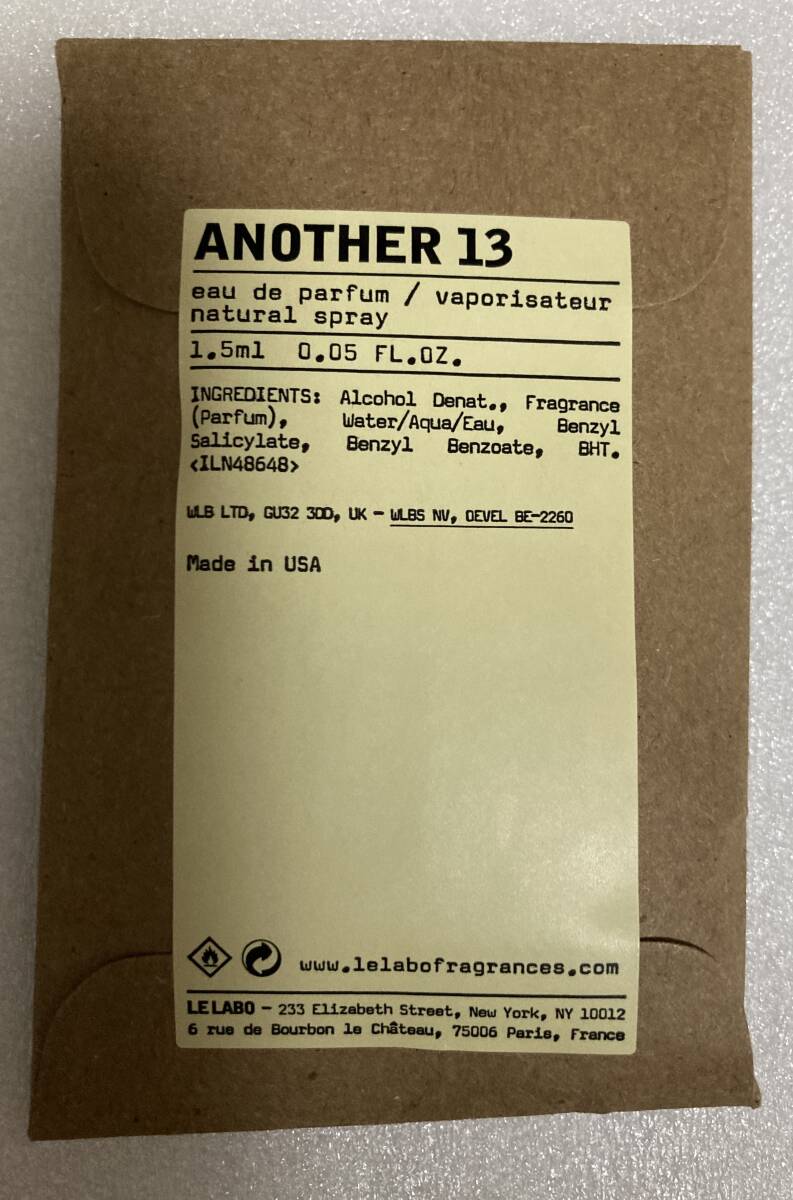 ANOTHER 13
eau de parfum / vaporisateur
natural spray
1.5ml 0.05 FL.OZ.
INGREDIENTS: Alcohol Denat., Fragrance
(Parfum), Water/Aqua/Eau, Benzyl
Salicylate, Benzyl Benzoate, BHT.
<ILN48648>
WLB LTD, GU32 3DD, UK - WLBS NV, OEVEL BE-2260
Made in USA
www.lelabofragrances.com
LE LABO - 233 Elizabeth Street, New York, NY 10012
6 rue de Bourbon le Château, 75006 Paris, France